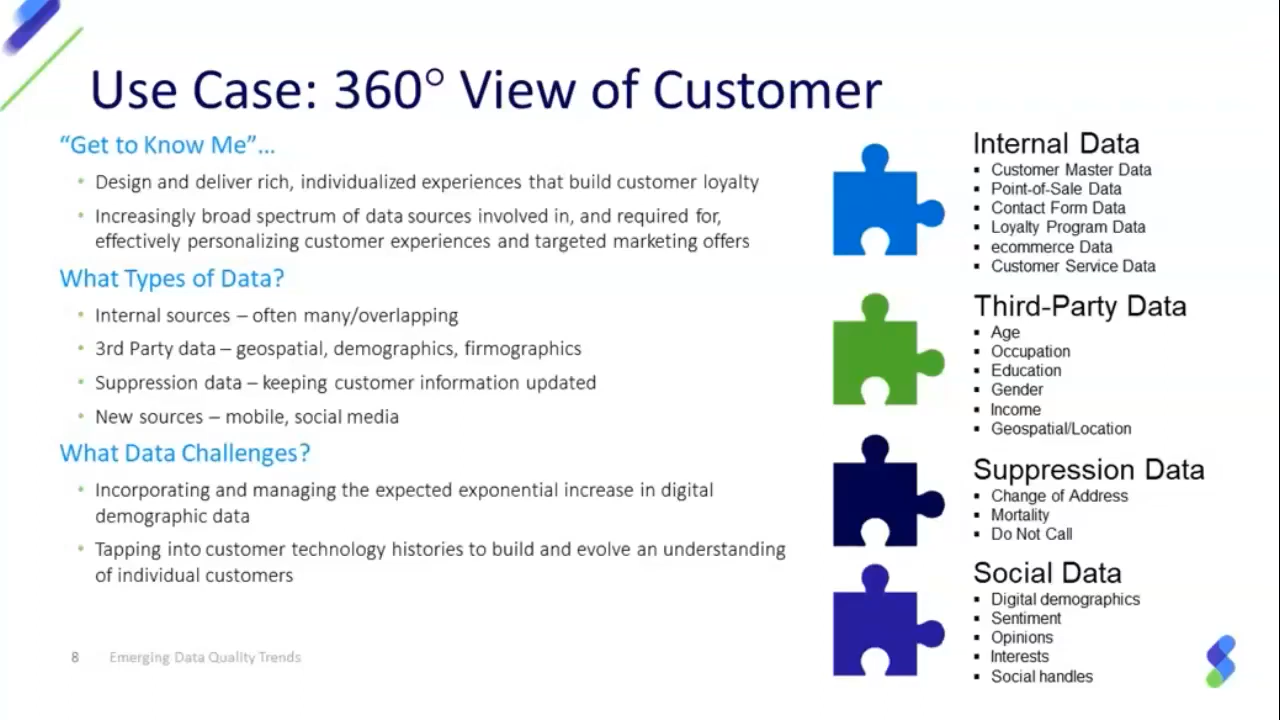 Use Case: 360° View of Customer
“Get to Know Me”...
• Design and deliver rich, individualized experiences that build customer loyalty
• Increasingly broad spectrum of data sources involved in, and required for,
effectively personalizing customer experiences and targeted marketing offers
What Types of Data?
• Internal sources – often many/overlapping
• 3rd Party data – geospatial, demographics, firmographics
• Suppression data – keeping customer information updated
• New sources – mobile, social media
What Data Challenges?
• Incorporating and managing the expected exponential increase in digital
demographic data
• Tapping into customer technology histories to build and evolve an understanding
of individual customers
Internal Data
▪ Customer Master Data
▪ Point-of-Sale Data
▪ Contact Form Data
▪ Loyalty Program Data
▪ ecommerce Data
▪ Customer Service Data
Third-Party Data
▪ Age
▪ Occupation
▪ Education
▪ Gender
▪ Income
▪ Geospatial/Location
Suppression Data
▪ Change of Address
▪ Mortality
▪ Do Not Call
Social Data
▪ Digital demographics
▪ Sentiment
▪ Opinions
▪ Interests
▪ Social handles
8 Emerging Data Quality Trends